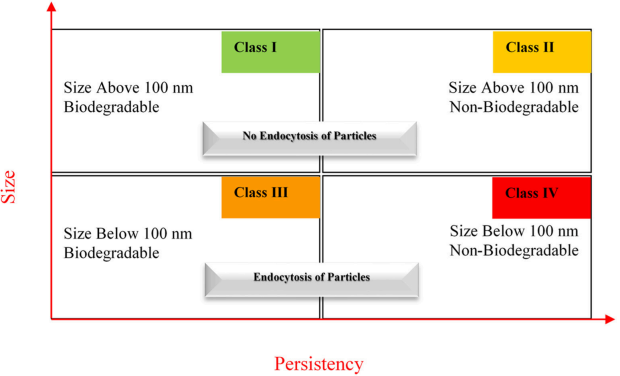 Class I
Class II
Size Above 100 nm
Biodegradable
Size Above 100 nm
Non-Biodegradable
No Endocytosis of Particles
Class III
Class IV
Size Below 100 nm
Biodegradable
Size Below 100 nm
Non-Biodegradable
Endocytosis of Particles
Size
Persistency